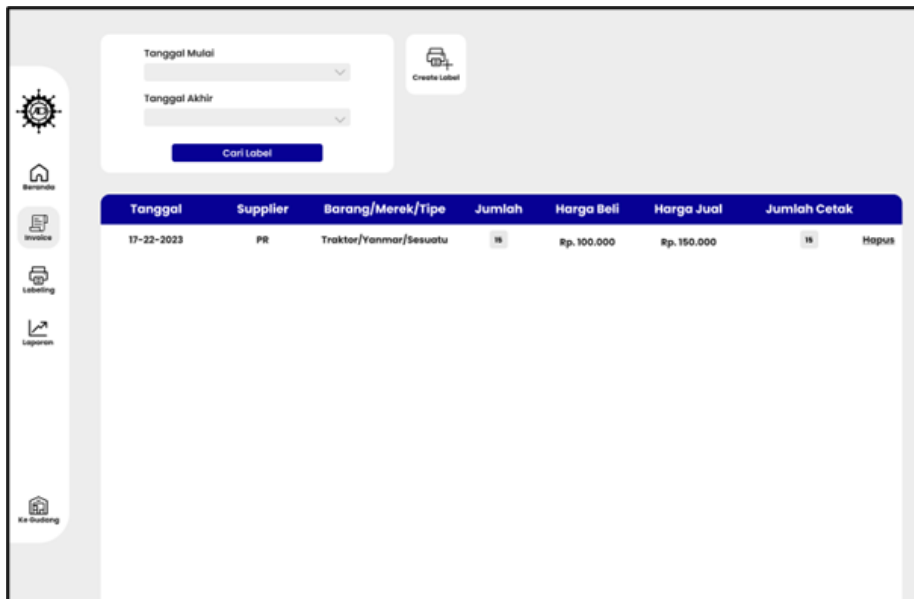 Tanggal Mulai
Tanggal Akhir
Cari Label
Create Label
Beranda
Invoice
Labeling
Laporan
Ke Gudang
Tanggal Supplier Barang/Merek/Tipe Jumlah Harga Beli Harga Jual Jumlah Cetak
17-22-2023 PR Traktor/Yanmar/Sesuatu 15 Rp. 100.000 Rp. 150.000 15 Hapus